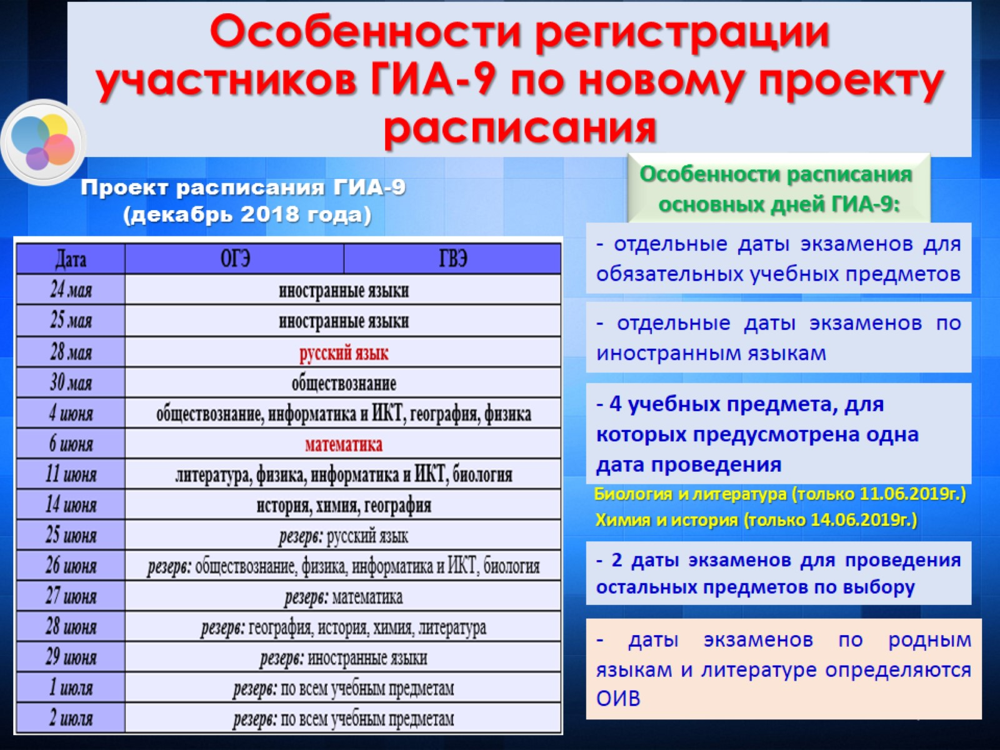 Особенности регистрации
участников ГИА-9 по новому проекту
расписания
Проект расписания ГИА-9
(декабрь 2018 года)
Дата ОГЭ ГВЭ
24 мая иностранные языки
25 мая иностранные языки
28 мая русский язык
30 мая обществознание
4 июня обществознание, информатика и ИКТ, география, физика
6 июня математика
11 июня литература, физика, информатика и ИКТ, биология
14 июня история, химия, география
25 июня резерв: русский язык
26 июня резерв: обществознание, физика, информатика и ИКТ, биология
27 июня резерв: математика
28 июня резерв: география, история, химия, литература
29 июня резерв: иностранные языки
1 июля резерв: по всем учебным предметам
2 июля резерв: по всем учебным предметам
Особенности расписания
основных дней ГИА-9:
- отдельные даты экзаменов для
обязательных учебных предметов
- отдельные даты экзаменов по
иностранным языкам
- 4 учебных предмета, для
которых предусмотрена одна
дата проведения
Биология и литература (только 11.06.2019г.)
Химия и история (только 14.06.2019г.)
- 2 даты экзаменов для проведения
остальных предметов по выбору
- даты экзаменов по родным
языкам и литературе определяются
ОИВ